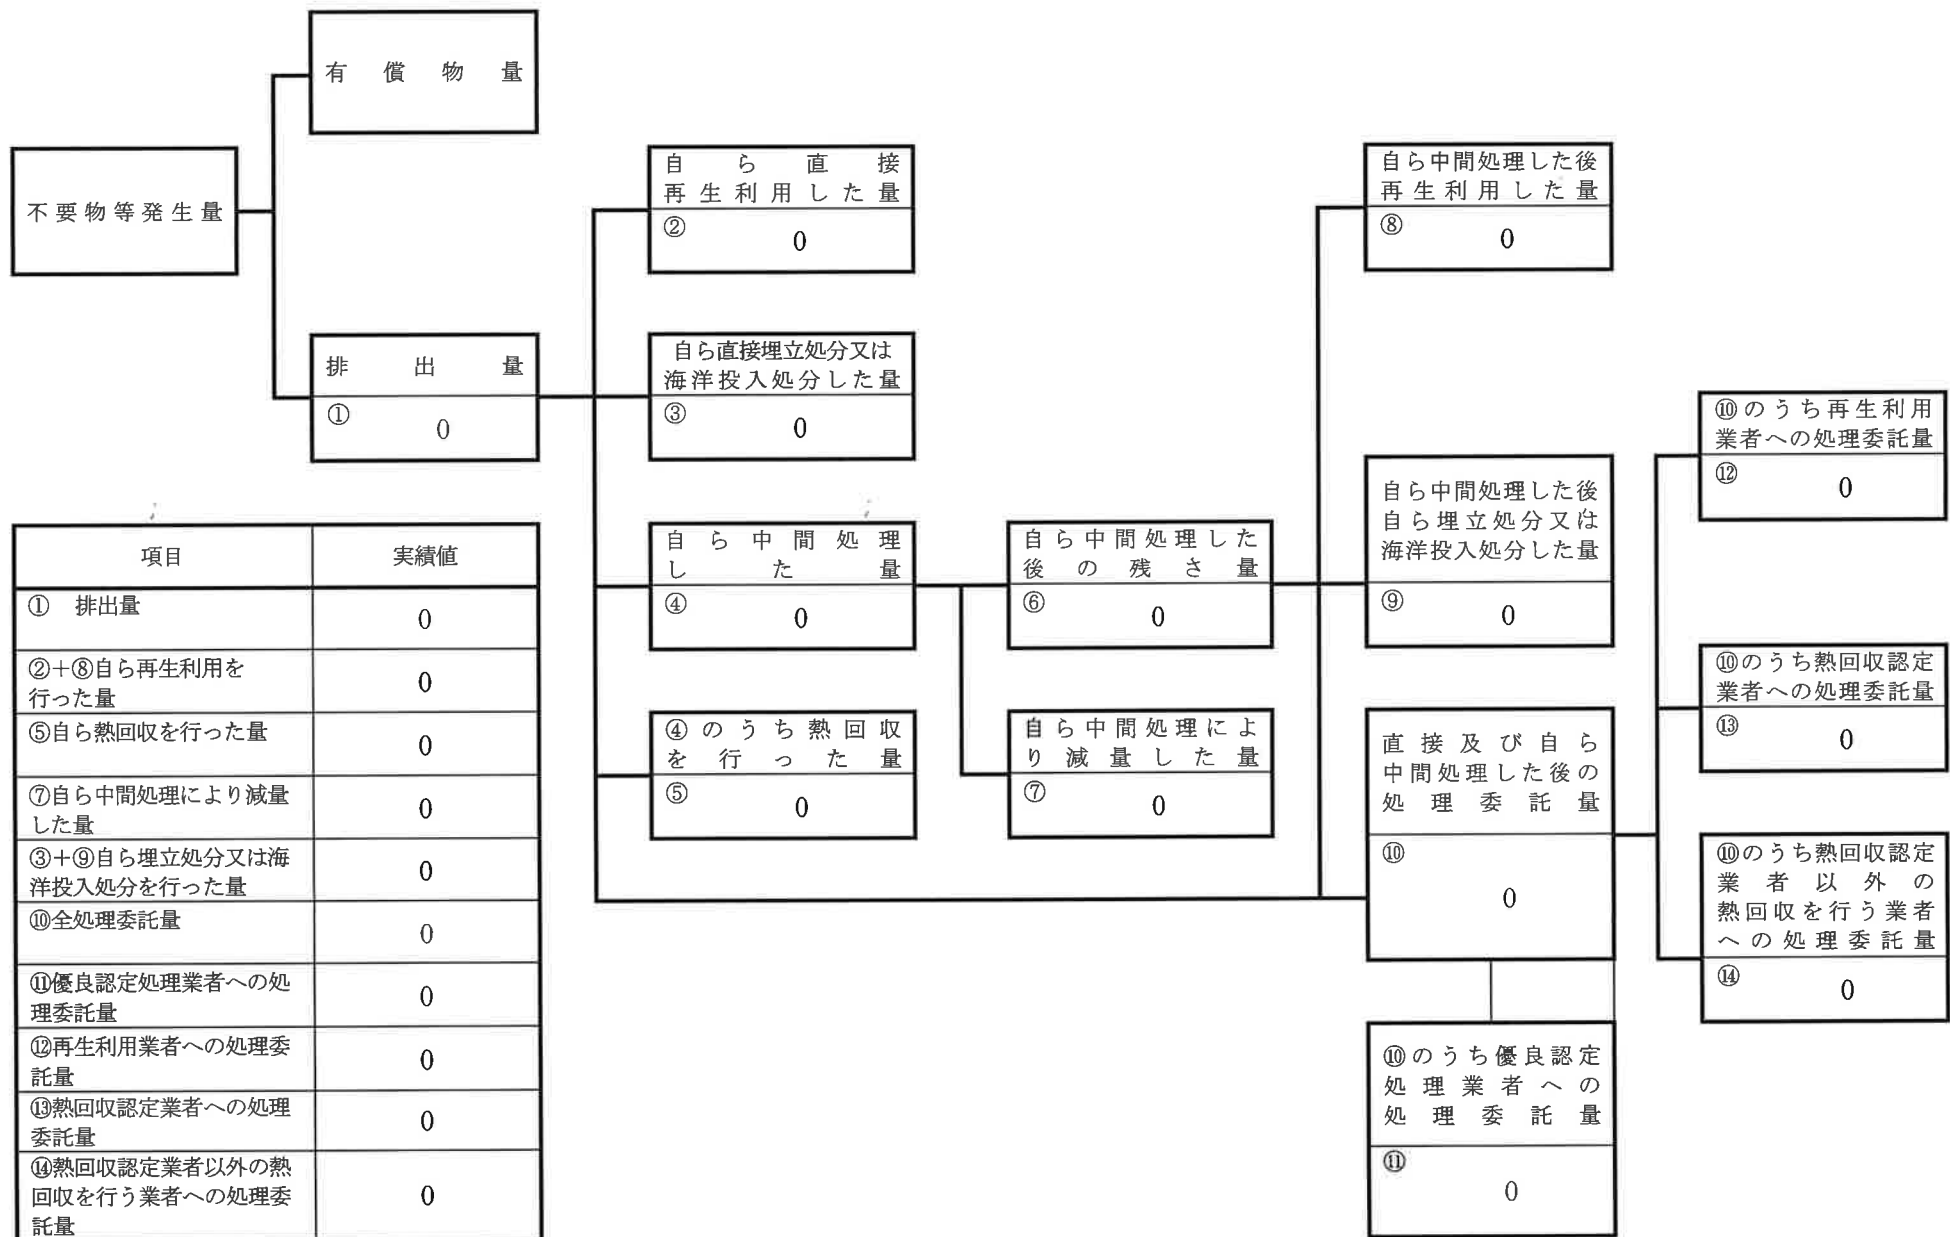 有償物量
不要物等発生量
排出量
①
0
自ら直接
再生利用した量
②
0
自ら直接埋立処分又は
海洋投入処分した量
③
0
自ら中間処理
した量
④
0
④のうち熱回収
を行った量
⑤
0
自ら中間処理した
後の残さ量
⑥
0
自ら中間処理によ
り減量した量
⑦
0
自ら中間処理した後
再生利用した量
⑧
0
自ら中間処理した後
自ら埋立処分又は
海洋投入処分した量
⑨
0
直接及び自ら
中間処理した後の
処理委託量
⑩
0
⑩のうち優良認定
処理業者への
処理委託量
⑪
0
⑩のうち再生利用
業者への処理委託量
⑫
0
⑩のうち熱回収認定
業者への処理委託量
⑬
0
⑩のうち熱回収認定
業者以外の
熱回収を行う業者
への処理委託量
⑭
0
項目 実績値
① 排出量
0
②+⑧自ら再生利用を
行った量
0
⑤自ら熱回収を行った量
0
⑦自ら中間処理により減量
した量
0
③+⑨自ら埋立処分又は海
洋投入処分を行った量
0
⑩全処理委託量
0
⑪優良認定処理業者への処
理委託量
0
⑫再生利用業者への処理委
託量
0
⑬熱回収認定業者への処理
委託量
0
⑭熱回収認定業者以外の熱
回収を行う業者への処理委
託量
0